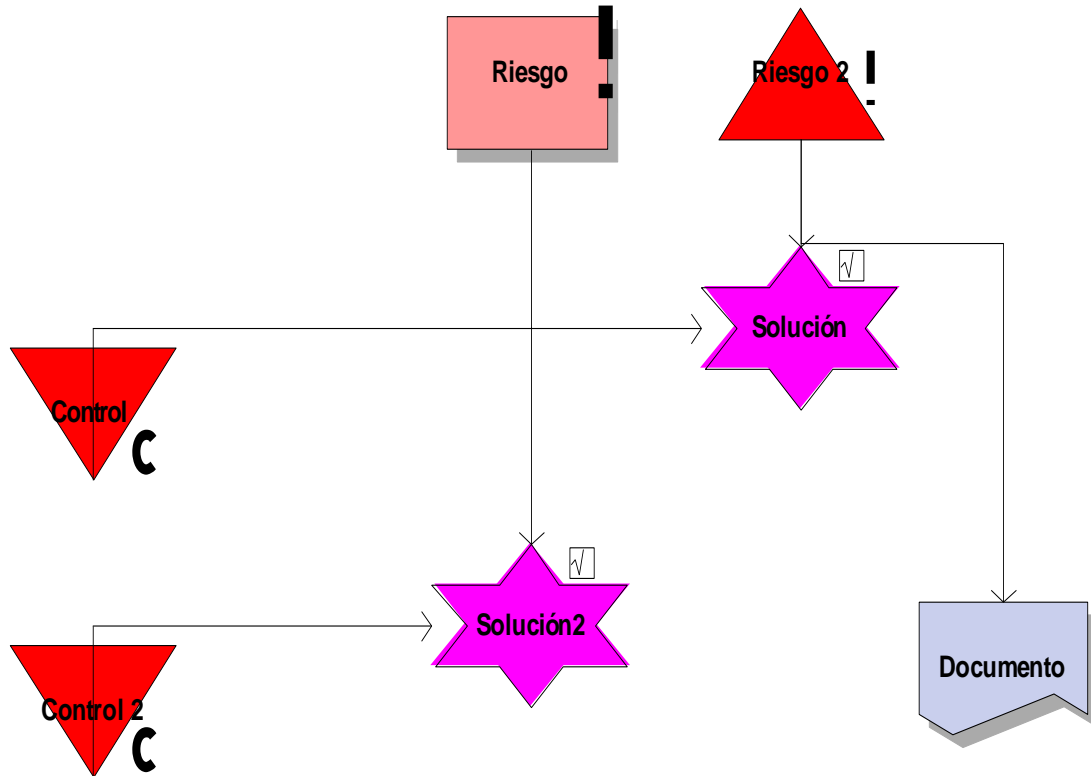 Riesgo
!
Riesgo 2
!
√
Solución
Control
C
√
Solución2
Documento
Control 2
C